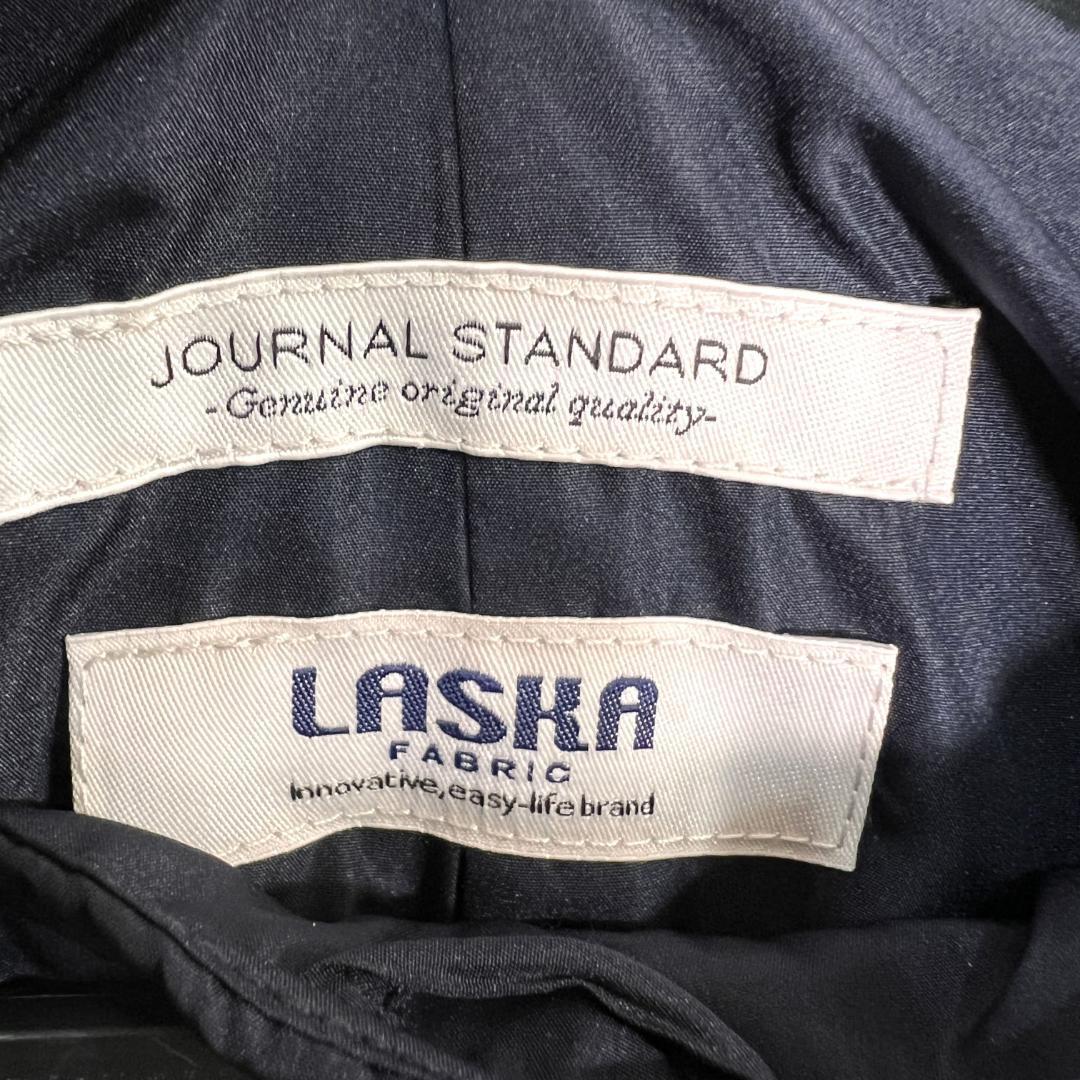 JOURNAL STANDARD
-Genuine original quality-
LASKA
FABRIC
Innovative,easy-life brand